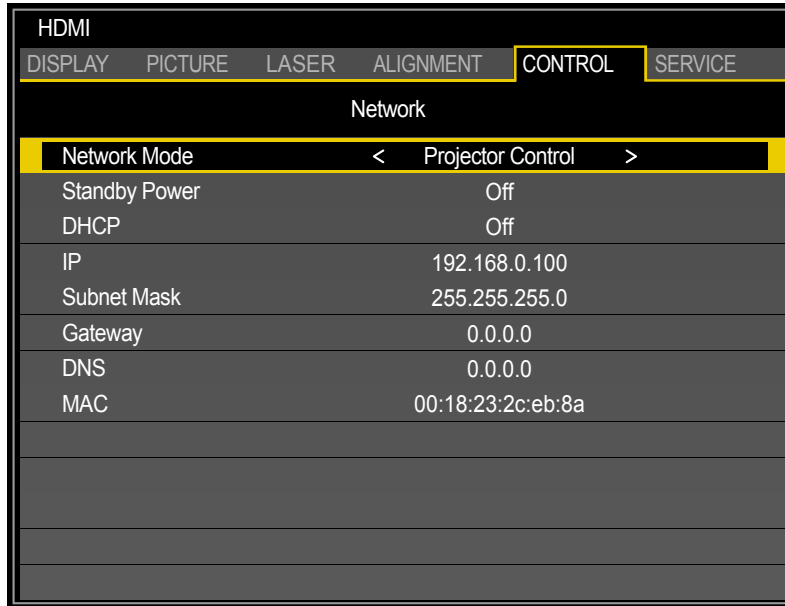 HDMI
DISPLAY PICTURE LASER ALIGNMENT CONTROL SERVICE
Network
Network Mode < Projector Control >
Standby Power Off
DHCP Off
IP 192.168.0.100
Subnet Mask 255.255.255.0
Gateway 0.0.0.0
DNS 0.0.0.0
MAC 00:18:23:2c:eb:8a